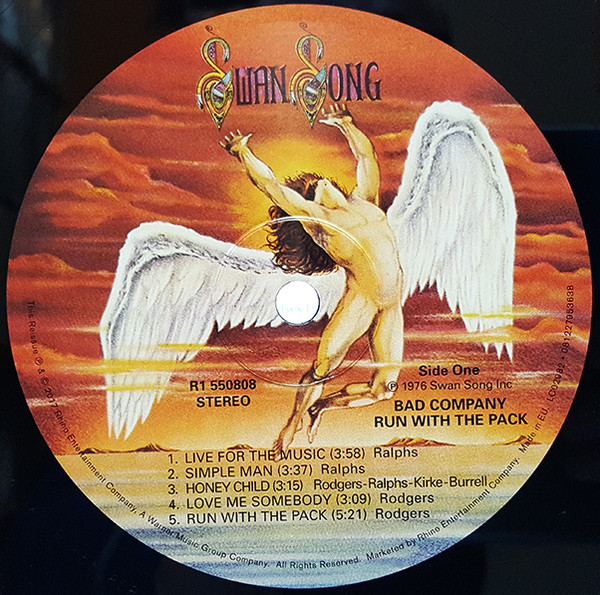 SWAN SONG
R1 550808
STEREO
Side One
℗ 1976 Swan Song Inc
BAD COMPANY
RUN WITH THE PACK
1. LIVE FOR THE MUSIC (3:58) Ralphs
2. SIMPLE MAN (3:37) Ralphs
3. HONEY CHILD (3:15) Rodgers-Ralphs-Kirke-Burrell
4. LOVE ME SOMEBODY (3:09) Rodgers
5. RUN WITH THE PACK (5:21) Rodgers
This Reissue ℗ & © 2017 Rhino Entertainment Company, A Warner Music Group Company. All Rights Reserved. Marketed by Rhino Entertainment Company. Made in EU. LC02982 • 081227953638